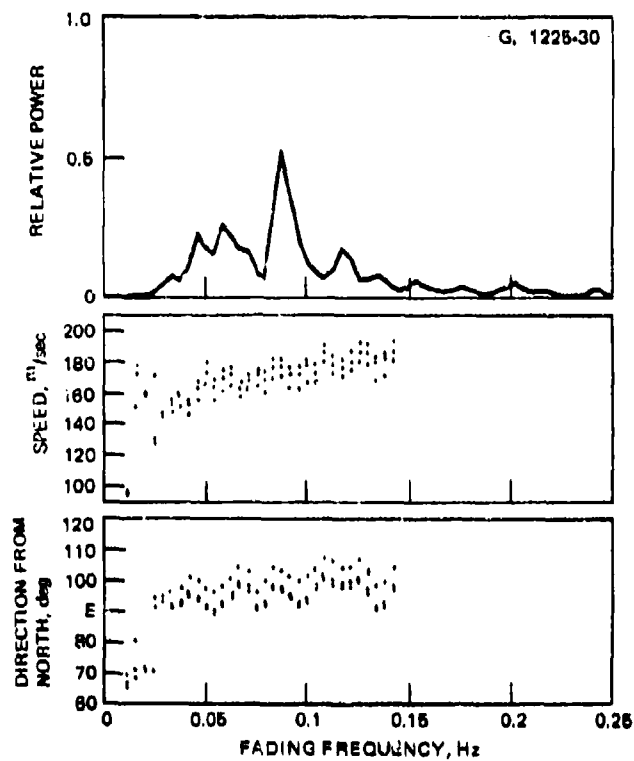 G, 1225-30
RELATIVE POWER
1.0
0.5
0
SPEED, m/sec
200
180
160
140
120
100
DIRECTION FROM
NORTH, deg
120
110
100
E
80
70
60
0 0.05 0.1 0.15 0.2 0.25
FADING FREQUENCY, Hz